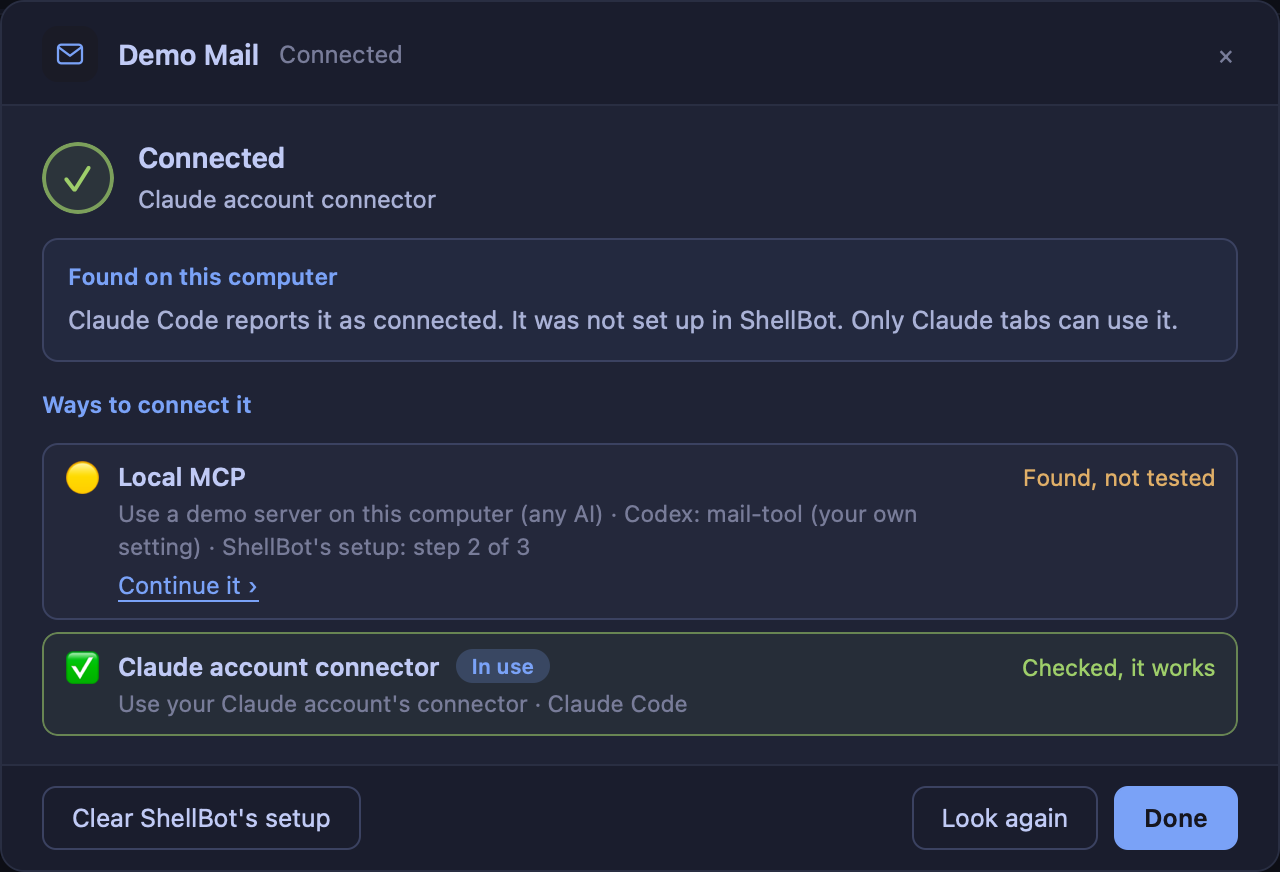 Demo Mail Connected ×
Connected
Claude account connector
Found on this computer
Claude Code reports it as connected. It was not set up in ShellBot. Only Claude tabs can use it.
Ways to connect it
Local MCP Found, not tested
Use a demo server on this computer (any AI) · Codex: mail-tool (your own
setting) · ShellBot's setup: step 2 of 3
Continue it ›
Claude account connector In use Checked, it works
Use your Claude account's connector · Claude Code
Clear ShellBot's setup Look again Done